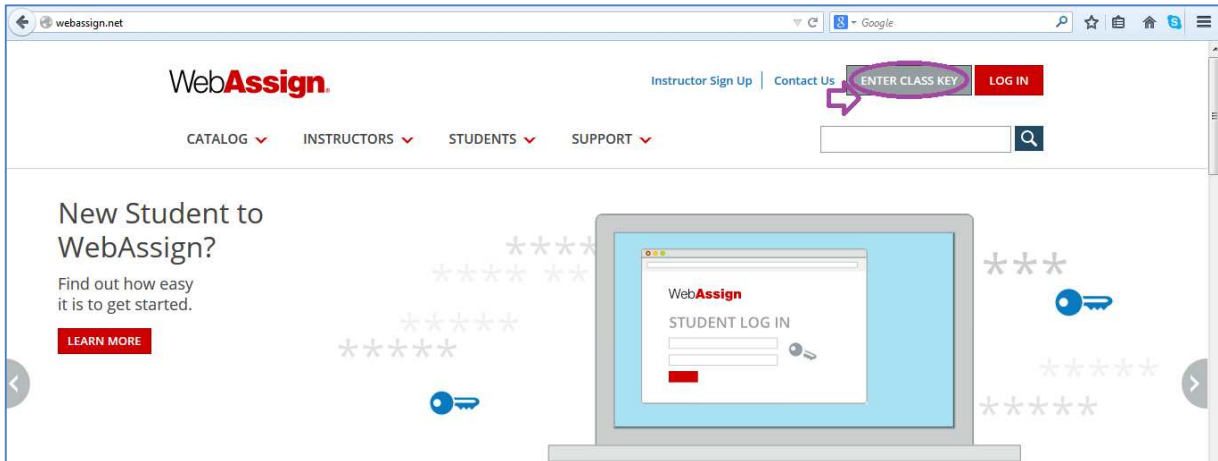 webassign.net
Google
WebAssign.
Instructor Sign Up | Contact Us
ENTER CLASS KEY
LOG IN
CATALOG
INSTRUCTORS
STUDENTS
SUPPORT
New Student to
WebAssign?
Find out how easy
it is to get started.
LEARN MORE
WebAssign
STUDENT LOG IN